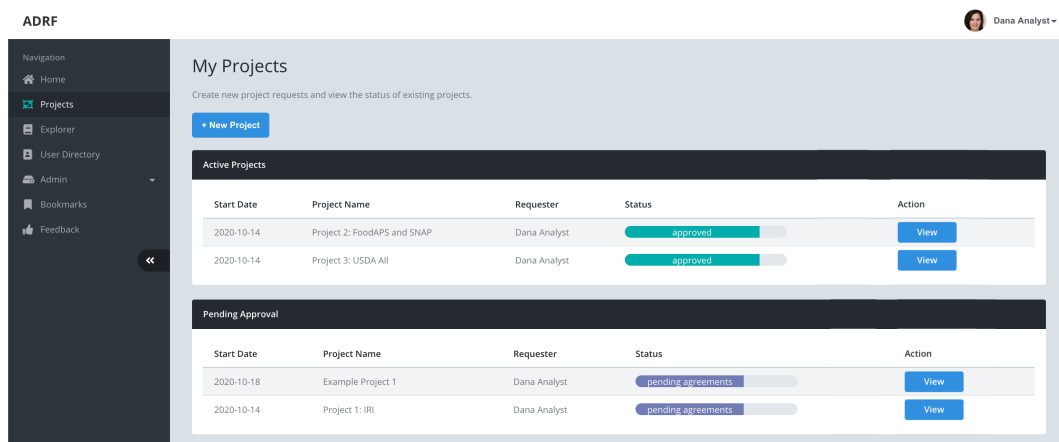 ADRF
Dana Analyst
Navigation
Home
Projects
Explorer
User Directory
Admin
Bookmarks
Feedback
My Projects
Create new project requests and view the status of existing projects.
+ New Project
Active Projects
Start Date Project Name Requester Status Action
2020-10-14 Project 2: FoodAPS and SNAP Dana Analyst approved View
2020-10-14 Project 3: USDA All Dana Analyst approved View
Pending Approval
Start Date Project Name Requester Status Action
2020-10-18 Example Project 1 Dana Analyst pending agreements View
2020-10-14 Project 1: IRI Dana Analyst pending agreements View